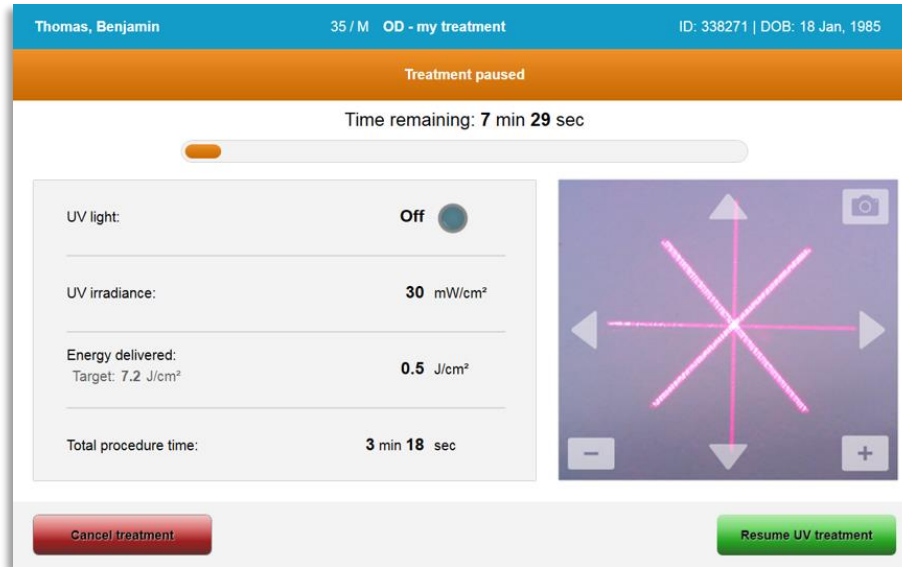 Thomas, Benjamin 35 / M OD - my treatment ID: 338271 | DOB: 18 Jan, 1985
Treatment paused
Time remaining: 7 min 29 sec
UV light: Off
UV irradiance: 30 mW/cm²
Energy delivered:
Target: 7.2 J/cm²
0.5 J/cm²
Total procedure time: 3 min 18 sec
Cancel treatment Resume UV treatment